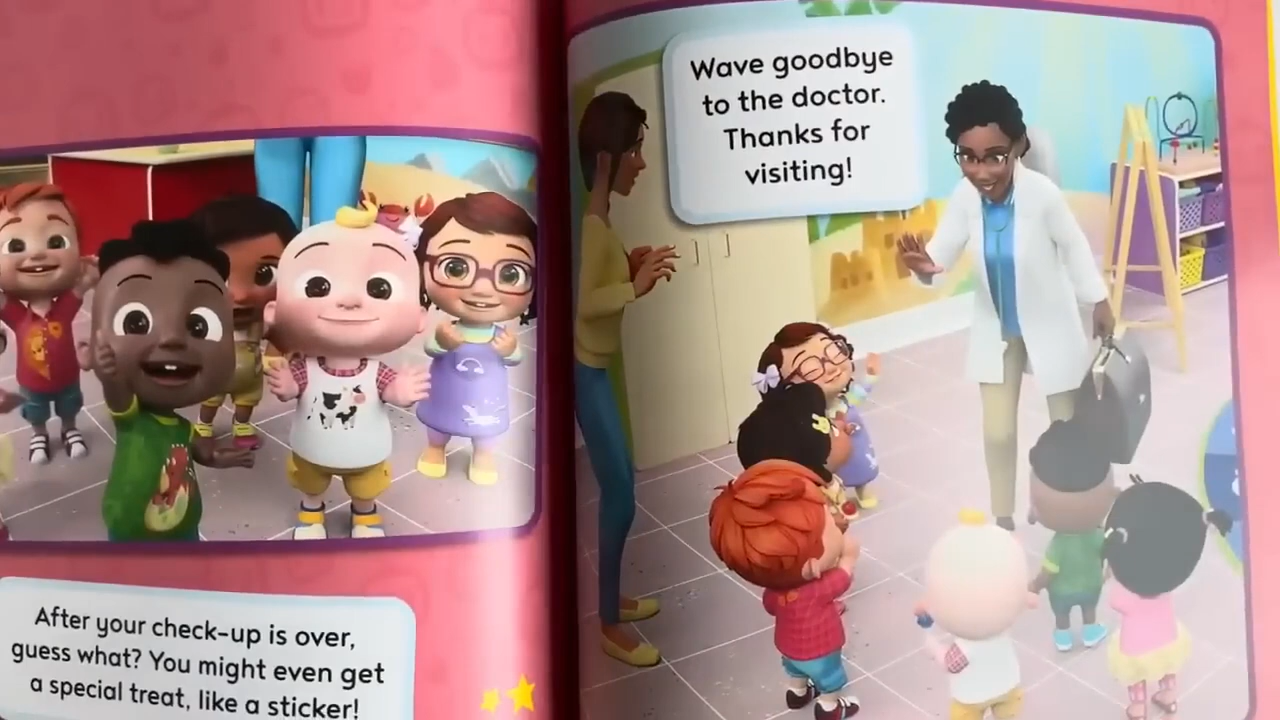 After your check-up is over,
guess what? You might even get
a special treat, like a sticker!
Wave goodbye
to the doctor.
Thanks for
visiting!